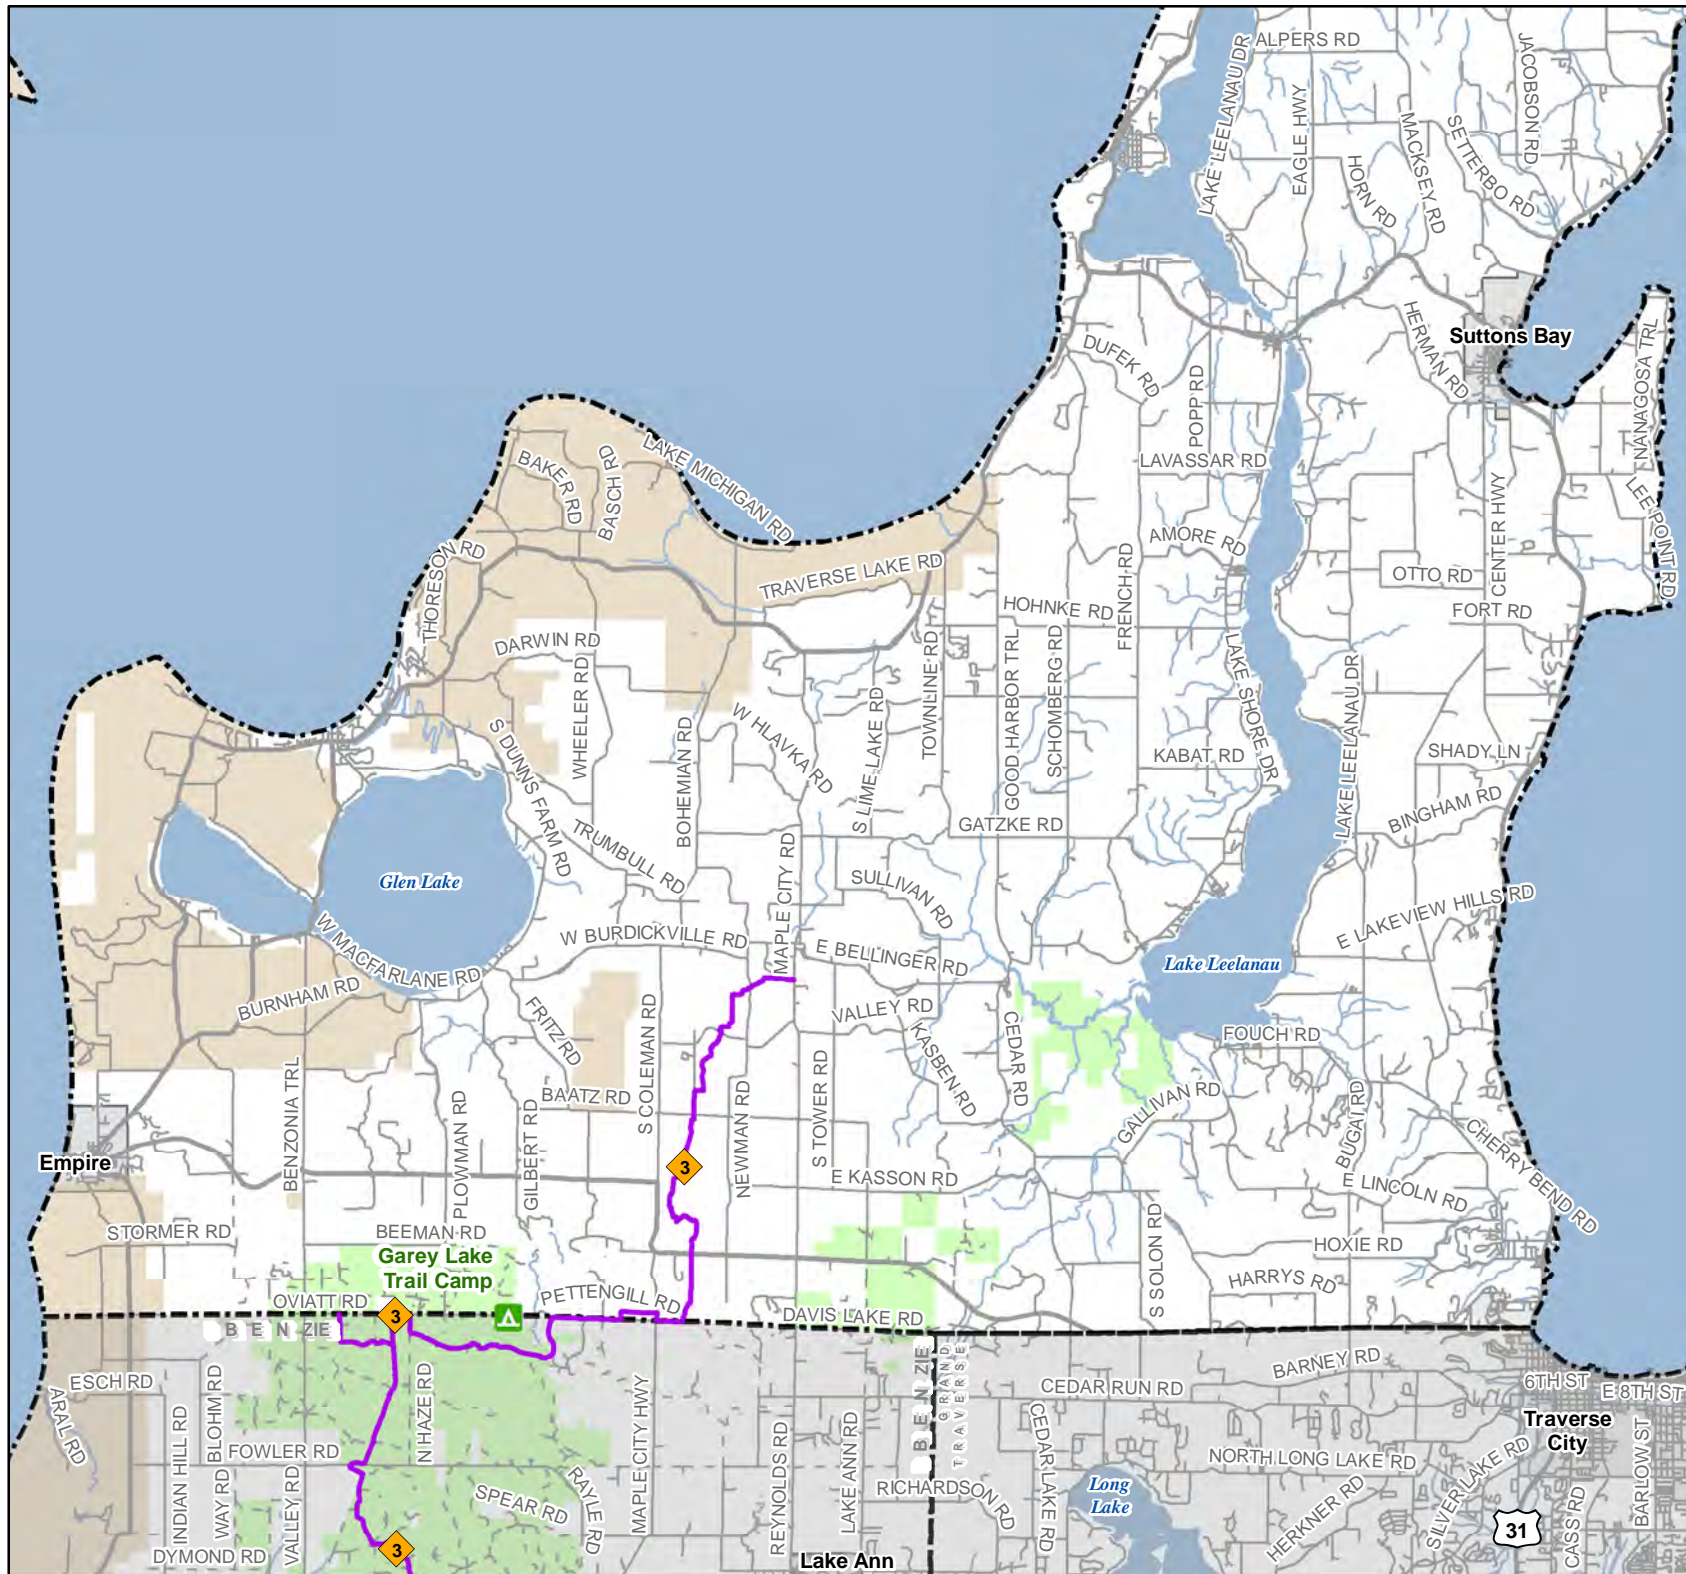 ALPERS RD
LAKE LEELANAU DR
EAGLE HWY
JACOBSON RD
MACKSEY RD
SETTERBO RD
HORN RD
HERMAN RD
Suttons Bay
NANAGOSA TRL
DUFEK RD
POPP RD
LAVASSAR RD
LEE POINT RD
CENTER HWY
LAKE MICHIGAN RD
BAKER RD
BASCH RD
THORESON RD
TRAVERSE LAKE RD
AMORE RD
FRENCH RD
OTTO RD
FORT RD
HOHNKE RD
DARWIN RD
WHEELER RD
TOWNLINE RD
GOOD HARBOR TRL
SCHOMBERG RD
LAKE SHORE DR
LAKE LEELANAU DR
S DUNNS FARM RD
BOHEMIAN RD
W HLAVKA RD
S LIME LAKE RD
KABAT RD
SHADY LN
BINGHAM RD
GATZKE RD
TRUMBULL RD
MAPLE CITY RD
Glen Lake
SULLIVAN RD
E LAKEVIEW HILLS RD
W MACFARLANE RD
W BURDICKVILLE RD
E BELLINGER RD
Lake Leelanau
BURNHAM RD
FRITZ RD
S COLEMAN RD
VALLEY RD
KASBEN RD
CEDAR RD
FOUCH RD
BENZONIA TRL
PLOWMAN RD
GILBERT RD
BAATZ RD
NEWMAN RD
S TOWER RD
GALLIVAN RD
BUGAI RD
CHERRY BEND RD
Empire
3
E KASSON RD
E LINCOLN RD
STORMER RD
BEEMAN RD
S SOLON RD
HOXIE RD
Garey Lake
Trail Camp
HARRYS RD
OVIATT RD
3
PETTENGILL RD
DAVIS LAKE RD
BENZIE
BENZIE
GRAND
TRAVERSE
BARNEY RD
ESCH RD
ARAL RD
INDIAN HILL RD
BLOHM RD
WAY RD
N HAZE RD
MAPLE CITY HWY
CEDAR RUN RD
6TH ST
E 8TH ST
Traverse
City
FOWLER RD
VALLEY RD
SPEAR RD
RAYLE RD
REYNOLDS RD
LAKE ANN RD
RICHARDSON RD
CEDAR LAKE RD
Long
Lake
NORTH LONG LAKE RD
HERKNER RD
SILVER LAKE RD
31
CASS RD
BARLOW ST
DYMOND RD
3
Lake Ann